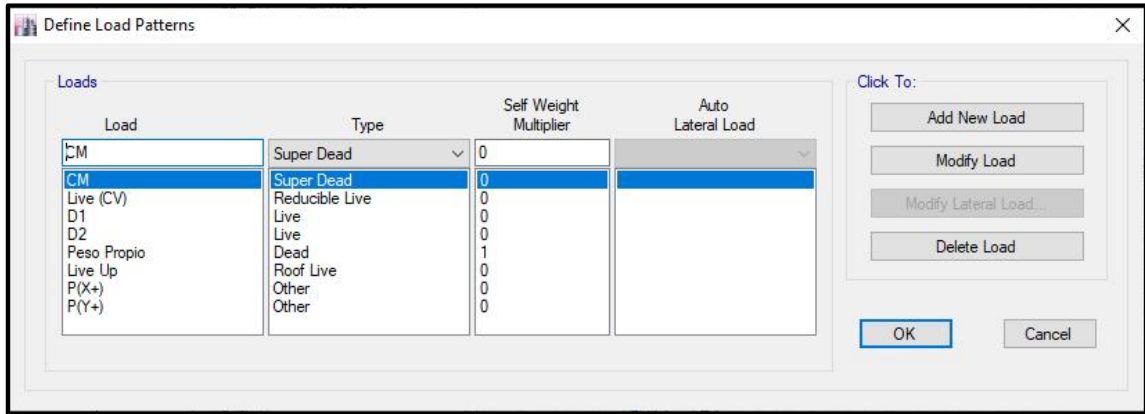 Define Load Patterns
Loads
Click To:
Load Type Self Weight Multiplier Auto Lateral Load
CM Super Dead 0
CM Super Dead 0
Live (CV) Reducible Live 0
D1 Live 0
D2 Live 0
Peso Propio Dead 1
Live Up Roof Live 0
P(X+) Other 0
P(Y+) Other 0
Add New Load
Modify Load
Modify Lateral Load...
Delete Load
OK Cancel